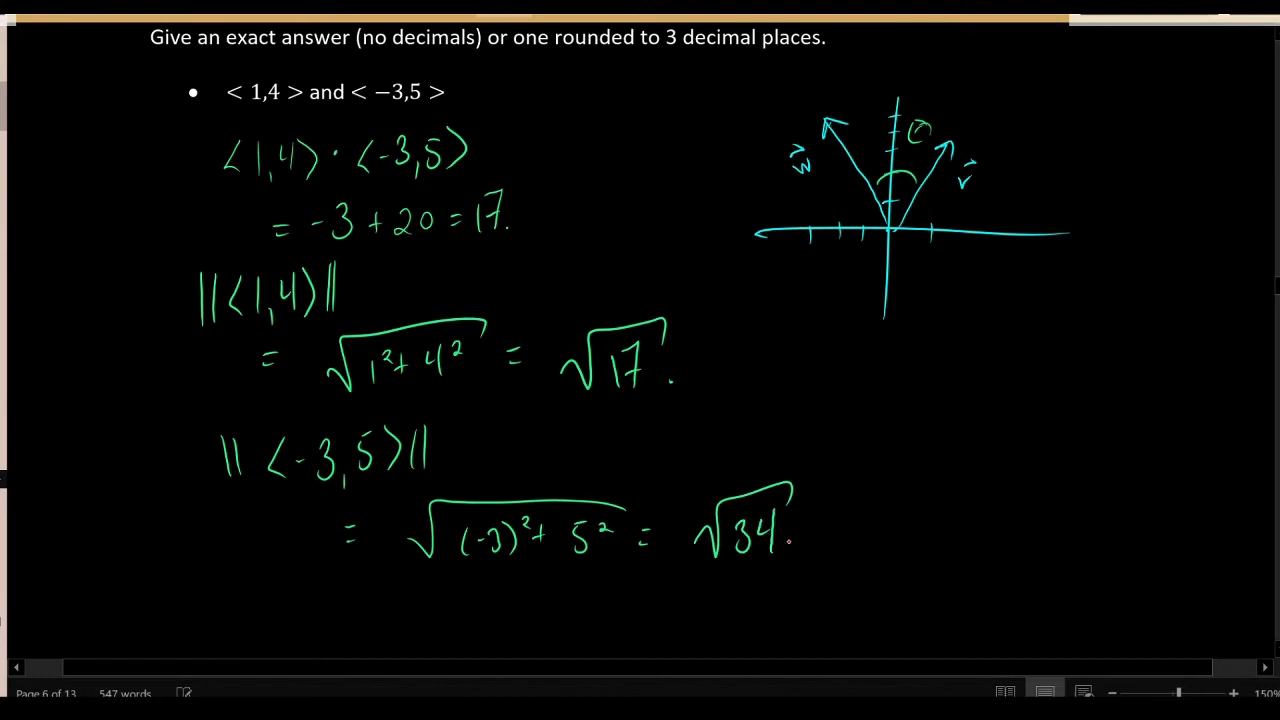 Give an exact answer (no decimals) or one rounded to 3 decimal places.
• < 1,4 > and < −3,5 >
⟨1,4⟩ · ⟨-3,5⟩
= -3 + 20 = 17.
||⟨1,4⟩||
= √(1² + 4²) = √17.
||⟨-3,5⟩||
= √((-3)² + 5²) = √34.
w⃗
v⃗
Page 6 of 13 547 words
150%